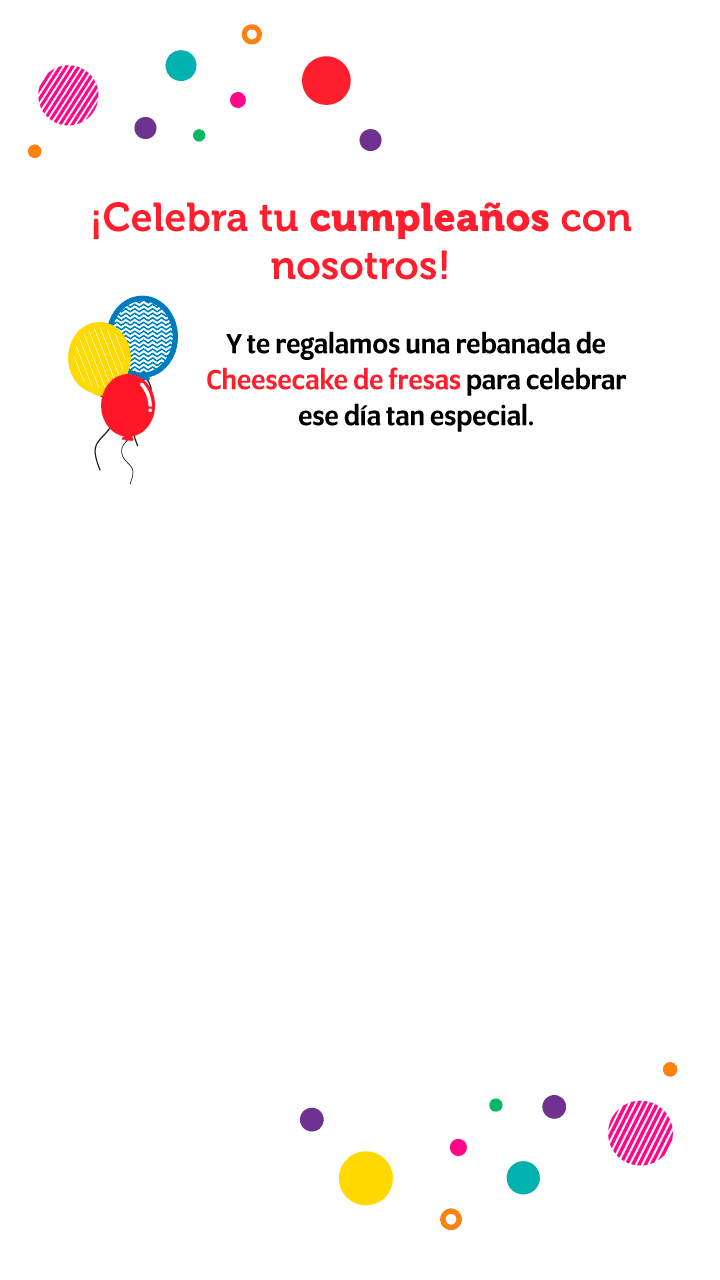 ¡Celebra tu cumpleaños con
nosotros!
Y te regalamos una rebanada de
Cheesecake de fresas para celebrar
ese día tan especial.